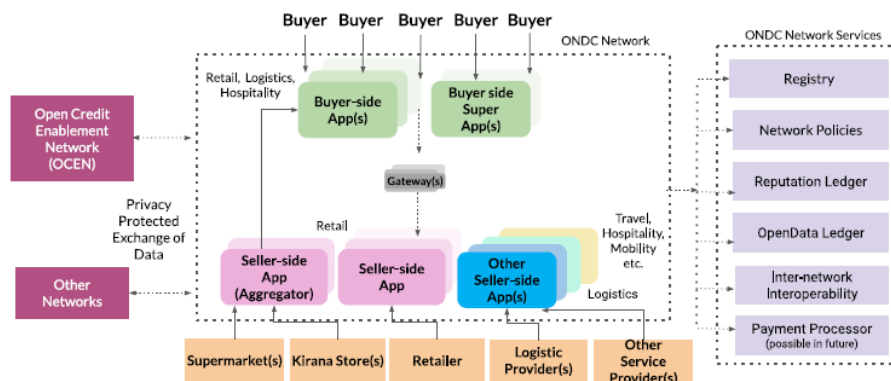 Buyer Buyer Buyer Buyer Buyer
ONDC Network
ONDC Network Services
Retail, Logistics,
Hospitality
Buyer-side
App(s)
Buyer side
Super
App(s)
Registry
Open Credit
Enablement
Network
(OCEN)
Network Policies
Gateway(s)
Reputation Ledger
Privacy
Protected
Exchange of
Data
Retail
Travel,
Hospitality,
Mobility
etc.
OpenData Ledger
Seller-side
App
(Aggregator)
Seller-side
App
Other
Seller-side
App(s)
Logistics
Other
Networks
Inter-network
Interoperability
Payment Processor
(possible in future)
Supermarket(s)
Kirana Store(s)
Retailer
Logistic
Provider(s)
Other
Service
Provider(s)